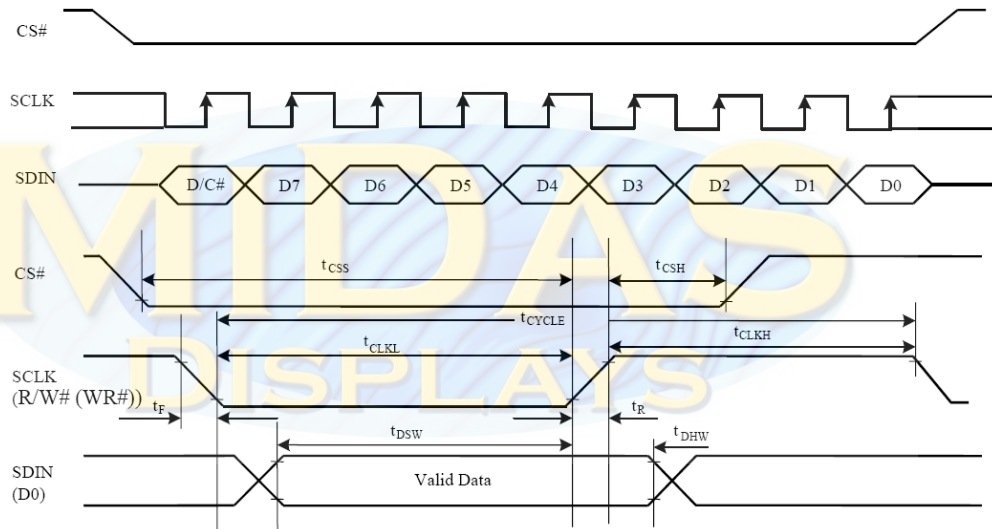 CS#
SCLK
SDIN D/C# D7 D6 D5 D4 D3 D2 D1 D0
CS# tCSS tCSH
tCYCLE
tCLKL tCLKH
SCLK
(R/W# (WR#))
tF tR
tDSW tDHW
SDIN
(D0)
Valid Data
MIDAS
DISPLAYS